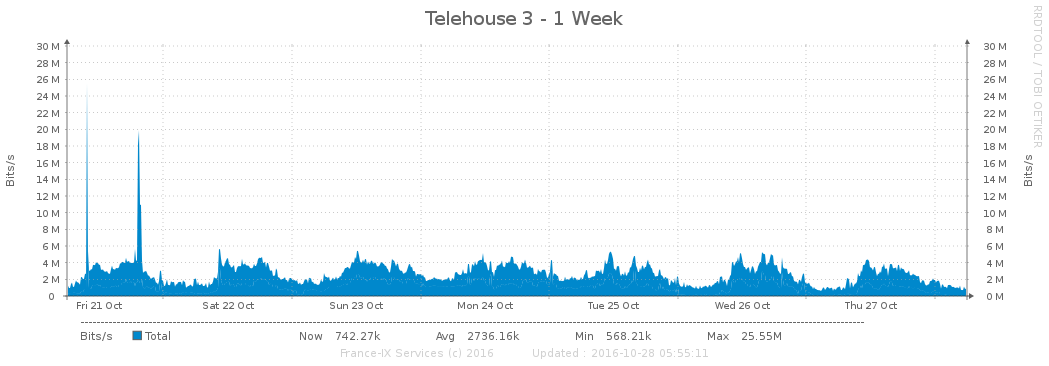 Telehouse 3 - 1 Week
RRDTOOL / TOBI OETIKER
Bits/s
30 M 30 M
28 M 28 M
26 M 26 M
24 M 24 M
22 M 22 M
20 M 20 M
18 M 18 M
16 M 16 M
14 M 14 M
12 M 12 M
10 M 10 M
8 M 8 M
6 M 6 M
4 M 4 M
2 M 2 M
0 0 M
Bits/s
Fri 21 Oct Sat 22 Oct Sun 23 Oct Mon 24 Oct Tue 25 Oct Wed 26 Oct Thu 27 Oct
Bits/s Total Now 742.27k Avg 2736.16k Min 568.21k Max 25.55M
France-IX Services (c) 2016 Updated : 2016-10-28 05:55:11